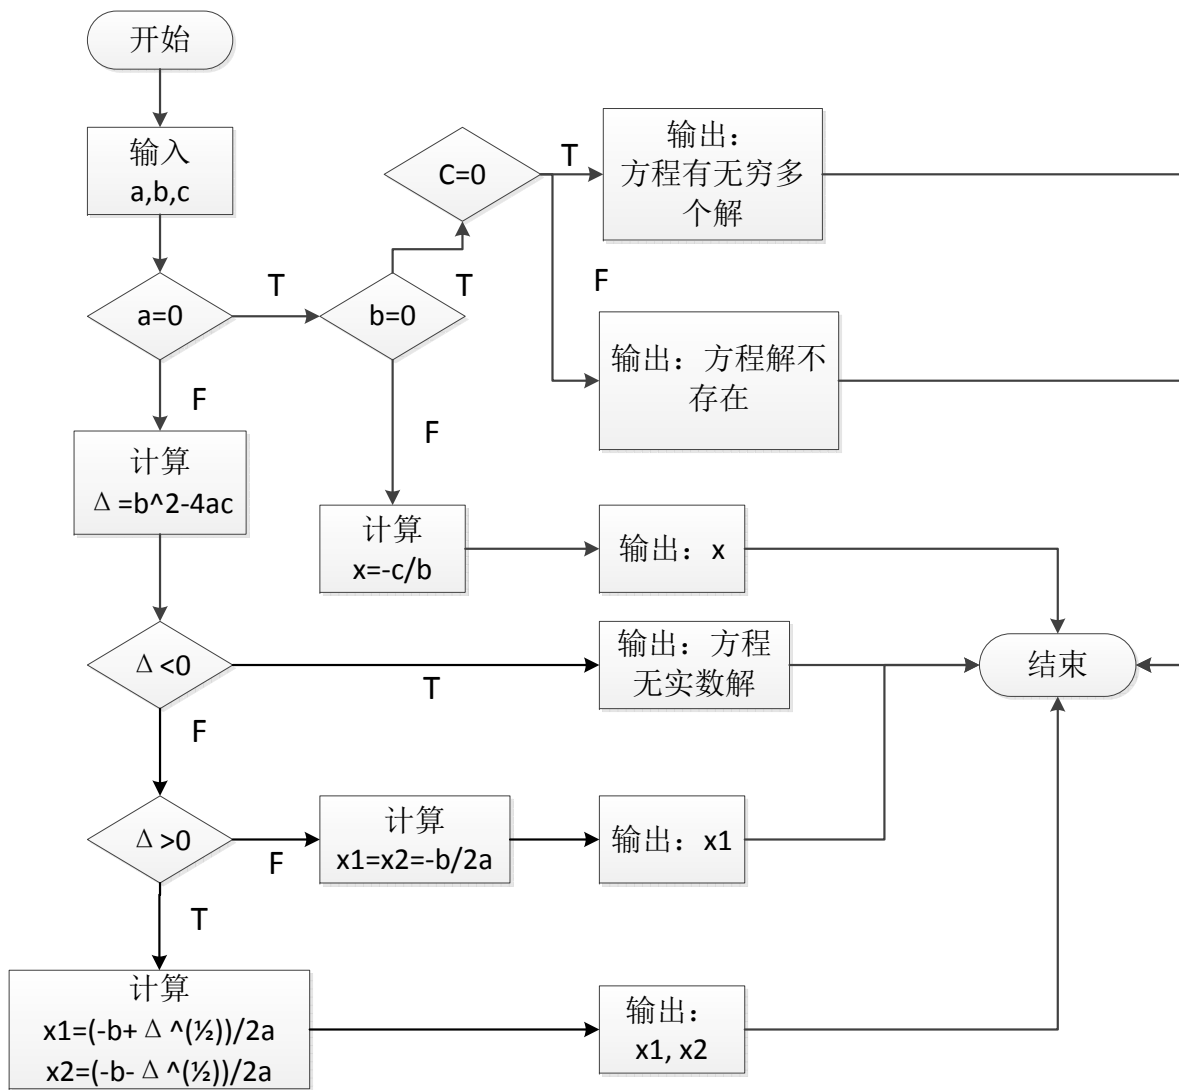 开始
输入
a,b,c
C=0
T
输出：
方程有无穷多
个解
a=0
T
b=0
T
F
输出：方程解不
存在
F
F
计算
Δ=b^2-4ac
计算
x=-c/b
输出：x
Δ<0
T
输出：方程
无实数解
结束
F
Δ>0
F
计算
x1=x2=-b/2a
输出：x1
T
计算
x1=(-b+Δ^(½))/2a
x2=(-b-Δ^(½))/2a
输出：
x1, x2